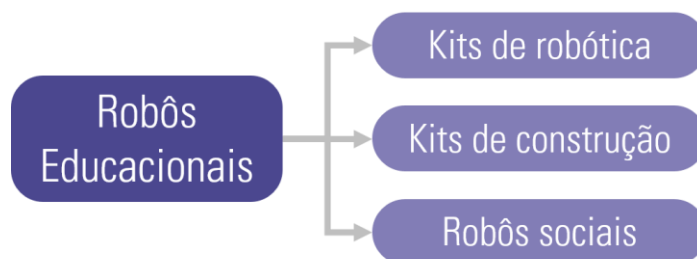 Robôs
Educacionais
Kits de robótica
Kits de construção
Robôs sociais